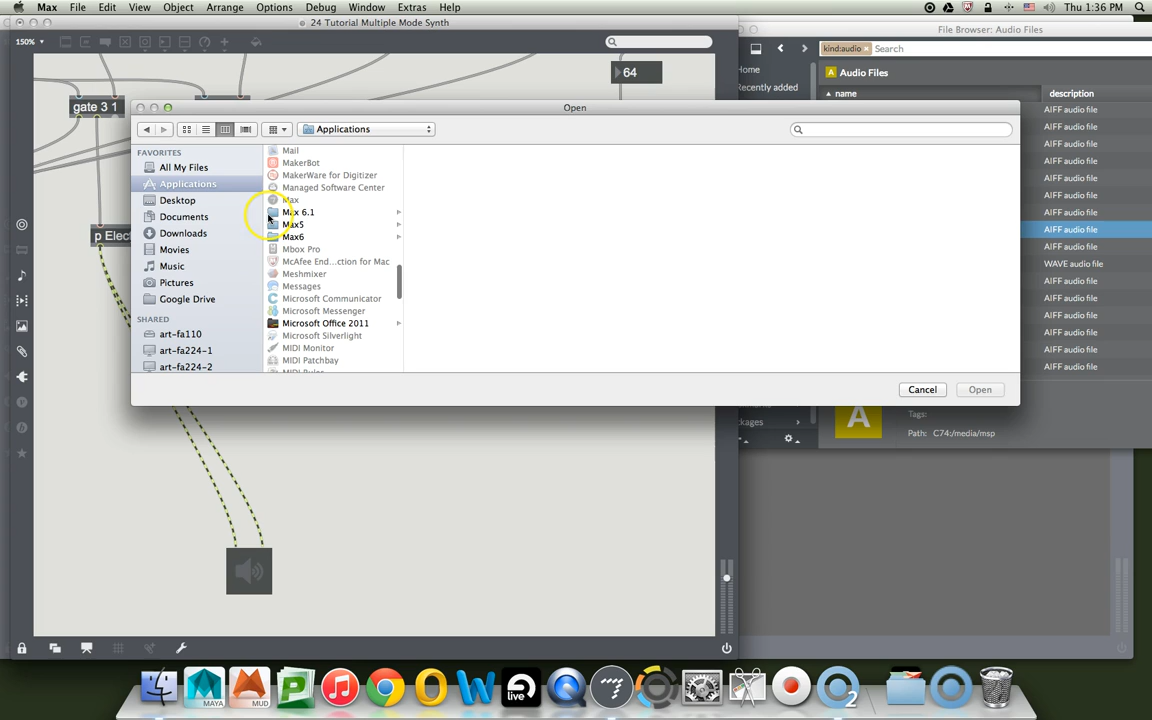 Max File Edit View Object Arrange Options Debug Window Extras Help Thu 1:36 PM
24 Tutorial Multiple Mode Synth
150%
64
gate 3 1
p Elect
File Browser: Audio Files
kind:audio × Search
Home
Recently added
A Audio Files
name description
AIFF audio file
AIFF audio file
AIFF audio file
AIFF audio file
AIFF audio file
AIFF audio file
AIFF audio file
AIFF audio file
AIFF audio file
WAVE audio file
AIFF audio file
AIFF audio file
AIFF audio file
AIFF audio file
AIFF audio file
AIFF audio file
ckages
A
Tags:
Path: C74:/media/msp
Open
Applications
FAVORITES
All My Files
Applications
Desktop
Documents
Downloads
Movies
Music
Pictures
Google Drive
SHARED
art-fa110
art-fa224-1
art-fa224-2
Mail
MakerBot
MakerWare for Digitizer
Managed Software Center
Max
Max 6.1
Max5
Max6
Mbox Pro
McAfee End...ction for Mac
Meshmixer
Messages
Microsoft Communicator
Microsoft Messenger
Microsoft Office 2011
Microsoft Silverlight
MIDI Monitor
MIDI Patchbay
Cancel Open
MAYA MUD live 2